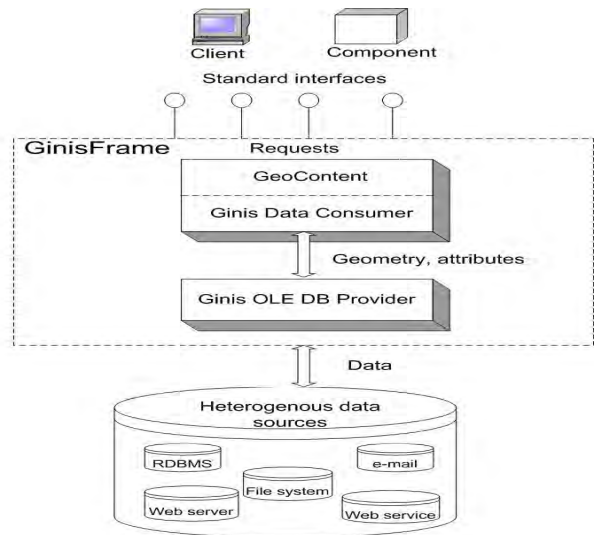 Client
Component
Standard interfaces
GinisFrame
Requests
GeoContent
Ginis Data Consumer
Geometry, attributes
Ginis OLE DB Provider
Data
Heterogenous data
sources
RDBMS
e-mail
File system
Web server
Web service